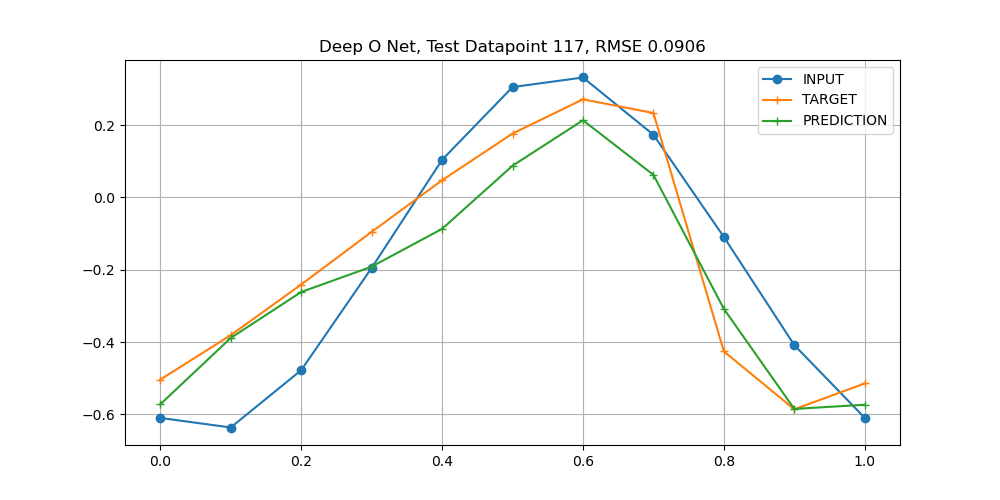 Deep O Net, Test Datapoint 117, RMSE 0.0906
INPUT
TARGET
PREDICTION
0.2
0.0
−0.2
−0.4
−0.6
0.0 0.2 0.4 0.6 0.8 1.0